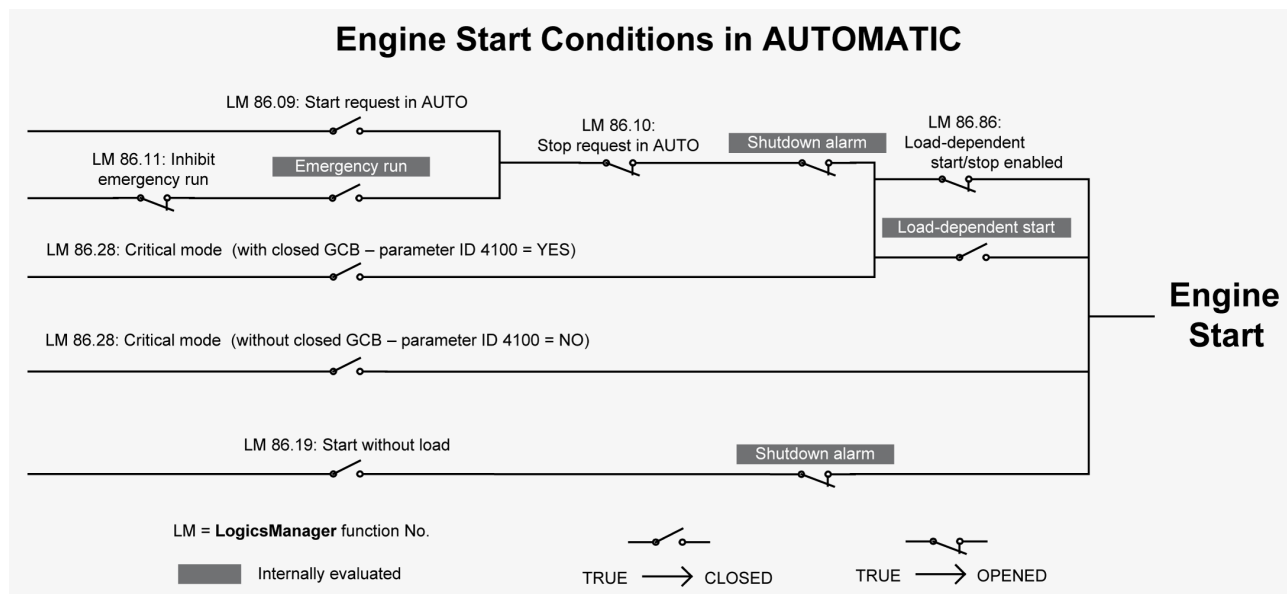 Engine Start Conditions in AUTOMATIC
LM 86.09: Start request in AUTO
LM 86.10:
Stop request in AUTO
Shutdown alarm
LM 86.86:
Load-dependent
start/stop enabled
LM 86.11: Inhibit
emergency run
Emergency run
Load-dependent start
LM 86.28: Critical mode (with closed GCB – parameter ID 4100 = YES)
Engine
Start
LM 86.28: Critical mode (without closed GCB – parameter ID 4100 = NO)
LM 86.19: Start without load
Shutdown alarm
LM = LogicsManager function No.
Internally evaluated
TRUE → CLOSED
TRUE → OPENED